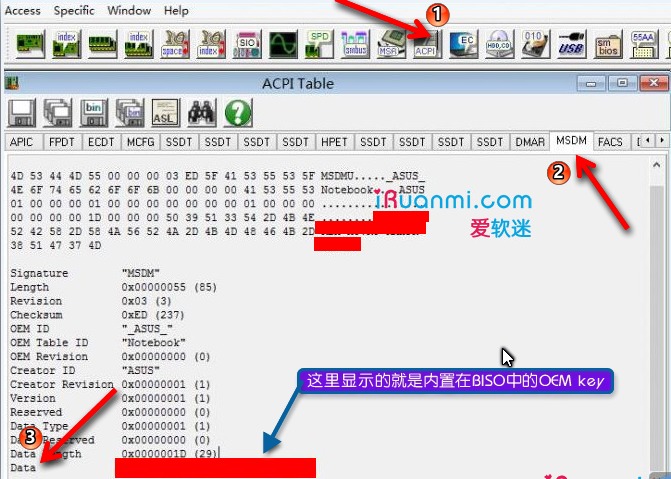 Access Specific Window Help
1
index index space index SIO SPD smbus MSR ACPI EC HDD,CD 010 USB sm bios 55AA
ACPI Table
bin bin ASL
APIC FPDT ECDT MCFG SSDT SSDT SSDT SSDT HPET SSDT SSDT SSDT SSDT DMAR MSDM FACS
2
4D 53 44 4D 55 00 00 00 03 ED 5F 41 53 55 53 5F MSDMU....._ASUS_
4E 6F 74 65 62 6F 6F 6B 00 00 00 00 41 53 55 53 Notebook....ASUS
01 00 00 00 01 00 00 00 00 00 00 00 01 00 00 00
00 00 00 00 1D 00 00 00 50 39 51 33 54 2D 4B 4E
52 42 58 2D 58 4A 56 52 4A 2D 4B 4D 48 46 4B 2D
38 51 47 37 4D
iRuanmi.com
爱软迷
Signature "MSDM"
Length 0x00000055 (85)
Revision 0x03 (3)
Checksum 0xED (237)
OEM ID "_ASUS_"
OEM Table ID "Notebook"
OEM Revision 0x00000000 (0)
Creator ID "ASUS"
Creator Revision 0x00000001 (1)
Version 0x00000001 (1)
Reserved 0x00000000 (0)
Data Type 0x00000001 (1)
Data Reserved 0x00000000 (0)
Data Length 0x0000001D (29)
Data
这里显示的就是内置在BISO中的OEM key
3